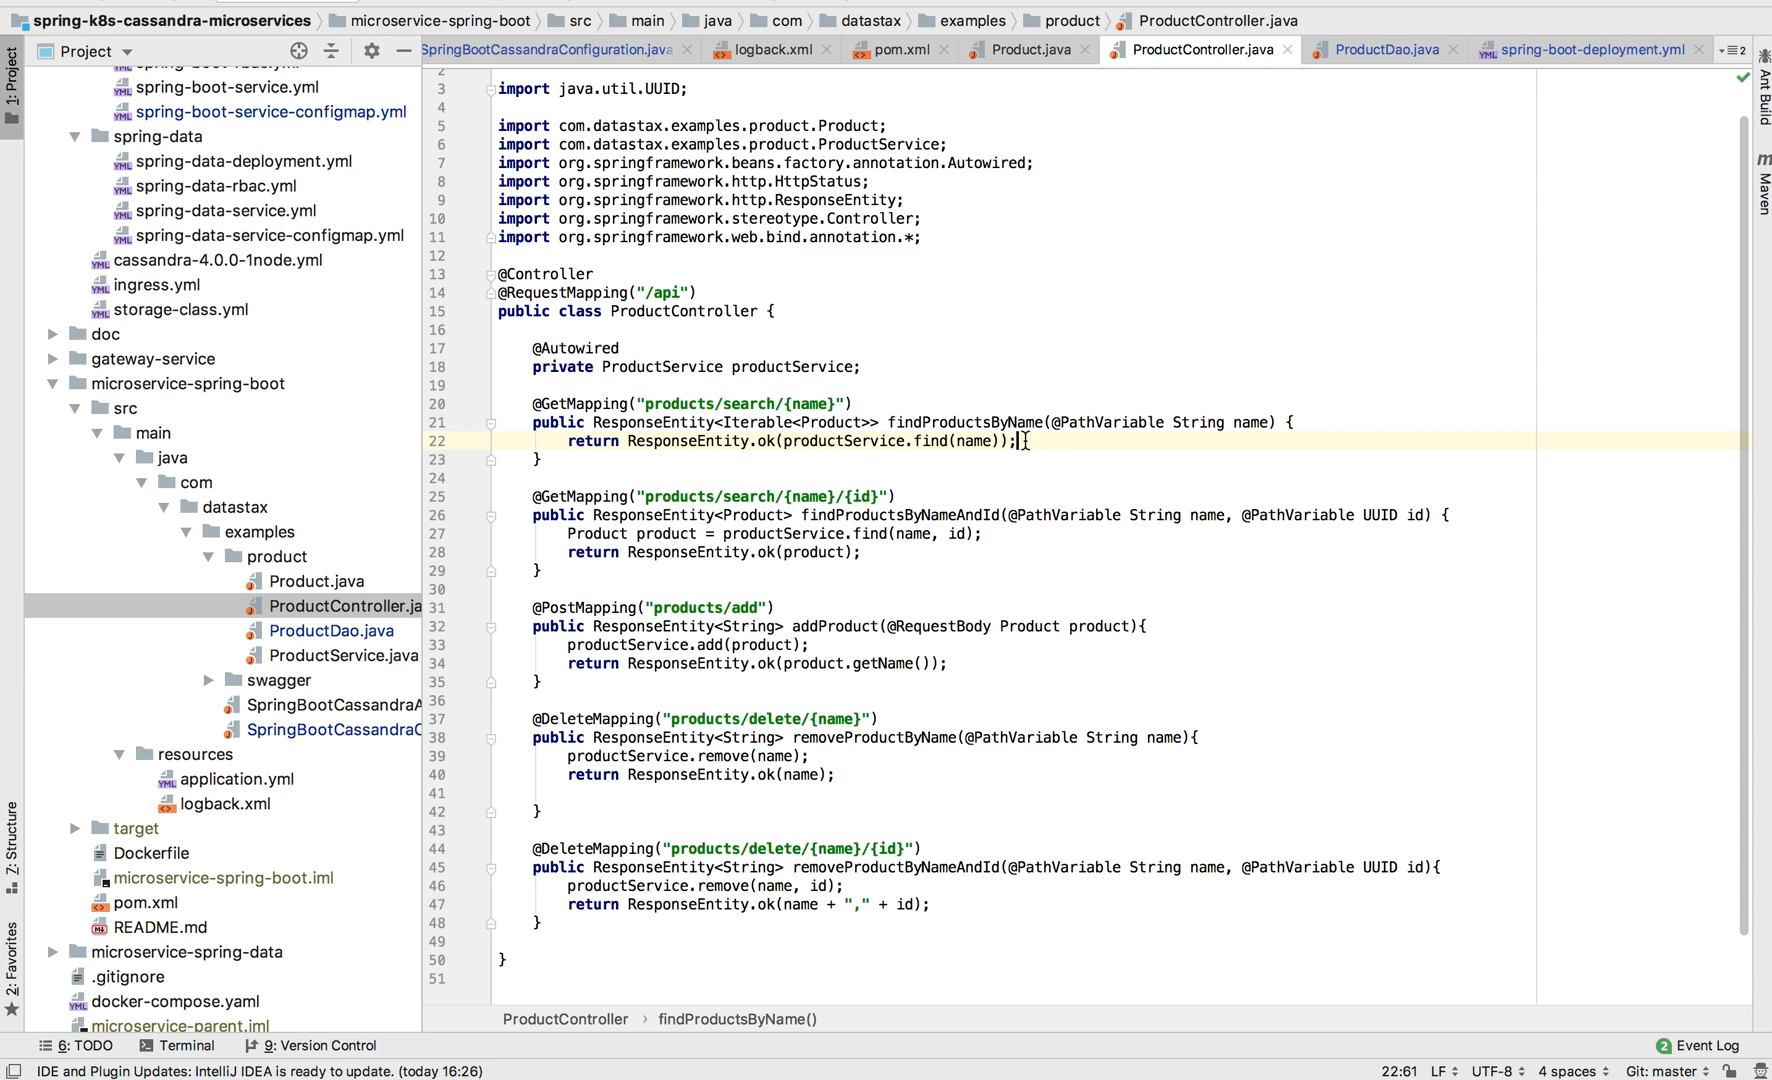 spring-k8s-cassandra-microservices microservice-spring-boot src main java com datastax examples product ProductController.java
1: Project
Project
SpringBootCassandraConfiguration.java logback.xml pom.xml Product.java ProductController.java ProductDao.java spring-boot-deployment.yml 2
spring-boot-rbac.yml
spring-boot-service.yml
spring-boot-service-configmap.yml
spring-data
spring-data-deployment.yml
spring-data-rbac.yml
spring-data-service.yml
spring-data-service-configmap.yml
cassandra-4.0.0-1node.yml
ingress.yml
storage-class.yml
doc
gateway-service
microservice-spring-boot
src
main
java
com
datastax
examples
product
Product.java
ProductController.ja
ProductDao.java
ProductService.java
swagger
SpringBootCassandraA
SpringBootCassandraC
resources
application.yml
logback.xml
target
Dockerfile
microservice-spring-boot.iml
pom.xml
README.md
microservice-spring-data
.gitignore
docker-compose.yaml
microservice-parent.iml
2
3 import java.util.UUID;
4
5 import com.datastax.examples.product.Product;
6 import com.datastax.examples.product.ProductService;
7 import org.springframework.beans.factory.annotation.Autowired;
8 import org.springframework.http.HttpStatus;
9 import org.springframework.http.ResponseEntity;
10 import org.springframework.stereotype.Controller;
11 import org.springframework.web.bind.annotation.*;
12
13 @Controller
14 @RequestMapping("/api")
15 public class ProductController {
16
17 @Autowired
18 private ProductService productService;
19
20 @GetMapping("products/search/{name}")
21 public ResponseEntity<Iterable<Product>> findProductsByName(@PathVariable String name) {
22 return ResponseEntity.ok(productService.find(name));
23 }
24
25 @GetMapping("products/search/{name}/{id}")
26 public ResponseEntity<Product> findProductsByNameAndId(@PathVariable String name, @PathVariable UUID id) {
27 Product product = productService.find(name, id);
28 return ResponseEntity.ok(product);
29 }
30
31 @PostMapping("products/add")
32 public ResponseEntity<String> addProduct(@RequestBody Product product){
33 productService.add(product);
34 return ResponseEntity.ok(product.getName());
35 }
36
37 @DeleteMapping("products/delete/{name}")
38 public ResponseEntity<String> removeProductByName(@PathVariable String name){
39 productService.remove(name);
40 return ResponseEntity.ok(name);
41
42 }
43
44 @DeleteMapping("products/delete/{name}/{id}")
45 public ResponseEntity<String> removeProductByNameAndId(@PathVariable String name, @PathVariable UUID id){
46 productService.remove(name, id);
47 return ResponseEntity.ok(name + "," + id);
48 }
49
50 }
51
ProductController findProductsByName()
Ant Build
Maven
Z: Structure
2: Favorites
6: TODO Terminal 9: Version Control 2 Event Log
IDE and Plugin Updates: IntelliJ IDEA is ready to update. (today 16:26) 22:61 LF UTF-8 4 spaces Git: master